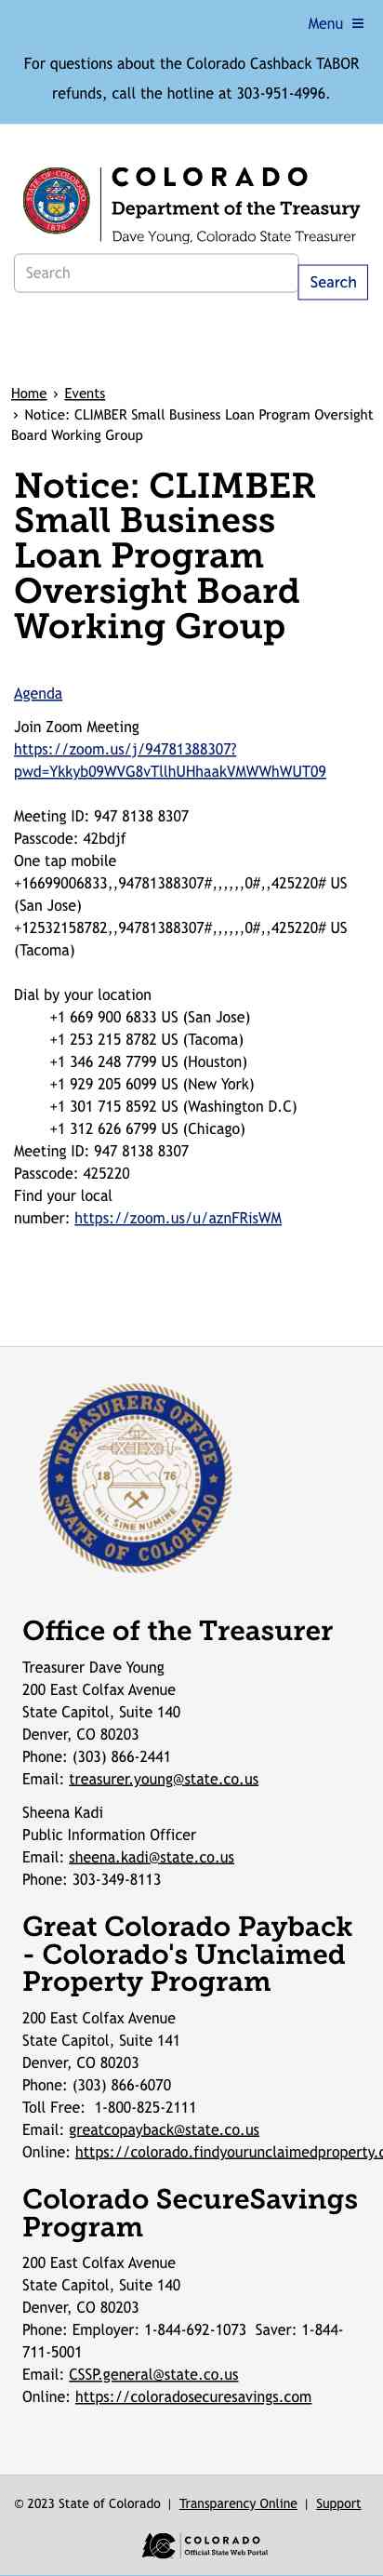 Menu ≡
For questions about the Colorado Cashback TABOR
refunds, call the hotline at 303-951-4996.
STATE OF COLORADO
1876
COLORADO
Department of the Treasury
Dave Young, Colorado State Treasurer
Search
Search
Home › Events
› Notice: CLIMBER Small Business Loan Program Oversight
Board Working Group
Notice: CLIMBER
Small Business
Loan Program
Oversight Board
Working Group
Agenda
Join Zoom Meeting
https://zoom.us/j/94781388307?
pwd=Ykkyb09WVG8vTllhUHhaakVMWWhWUT09
Meeting ID: 947 8138 8307
Passcode: 42bdjf
One tap mobile
+16699006833,,94781388307#,,,,,,0#,,425220# US
(San Jose)
+12532158782,,94781388307#,,,,,,0#,,425220# US
(Tacoma)
Dial by your location
+1 669 900 6833 US (San Jose)
+1 253 215 8782 US (Tacoma)
+1 346 248 7799 US (Houston)
+1 929 205 6099 US (New York)
+1 301 715 8592 US (Washington D.C)
+1 312 626 6799 US (Chicago)
Meeting ID: 947 8138 8307
Passcode: 425220
Find your local
number: https://zoom.us/u/aznFRisWM
TREASURERS OFFICE
18 76
NIL SINE NUMINE
STATE OF COLORADO
Office of the Treasurer
Treasurer Dave Young
200 East Colfax Avenue
State Capitol, Suite 140
Denver, CO 80203
Phone: (303) 866-2441
Email: treasurer.young@state.co.us
Sheena Kadi
Public Information Officer
Email: sheena.kadi@state.co.us
Phone: 303-349-8113
Great Colorado Payback
- Colorado's Unclaimed
Property Program
200 East Colfax Avenue
State Capitol, Suite 141
Denver, CO 80203
Phone: (303) 866-6070
Toll Free:  1-800-825-2111
Email: greatcopayback@state.co.us
Online: https://colorado.findyourunclaimedproperty.c
Colorado SecureSavings
Program
200 East Colfax Avenue
State Capitol, Suite 140
Denver, CO 80203
Phone: Employer: 1-844-692-1073  Saver: 1-844-
711-5001
Email: CSSP.general@state.co.us
Online: https://coloradosecuresavings.com
© 2023 State of Colorado | Transparency Online | Support
COLORADO
Official State Web Portal